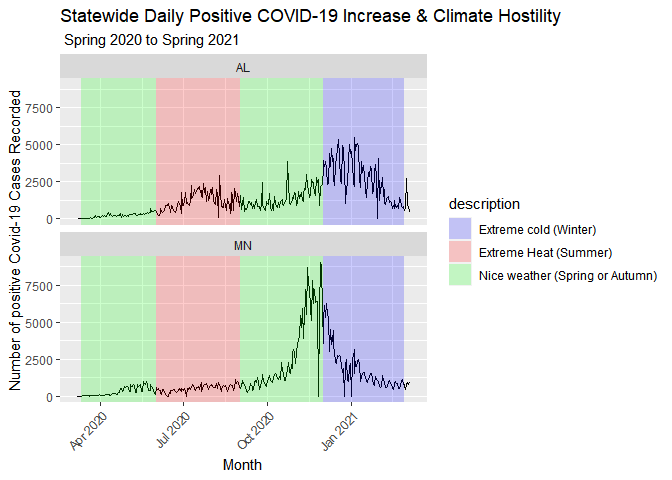 Statewide Daily Positive COVID-19 Increase & Climate Hostility
Spring 2020 to Spring 2021
AL
7500
5000
2500
0
MN
7500
5000
2500
0
Number of positive Covid-19 Cases Recorded
Apr 2020
Jul 2020
Oct 2020
Jan 2021
Month
description
Extreme cold (Winter)
Extreme Heat (Summer)
Nice weather (Spring or Autumn)